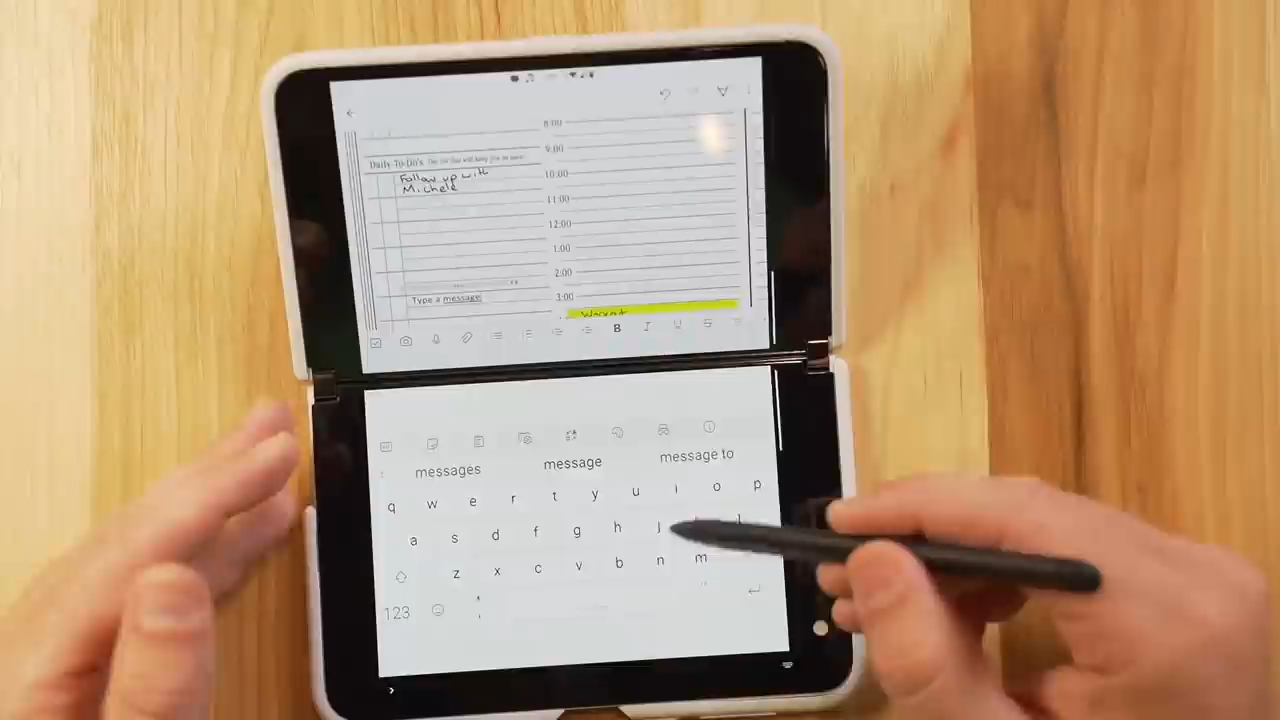 8:00
Daily To-Do's
9:00
Follow up with
10:00
Michele
11:00
12:00
1:00
2:00
Type a message
3:00
Workout
B I U S
messages message message to
q w e r t y u i o p
a s d f g h j
z x c v b n m
123